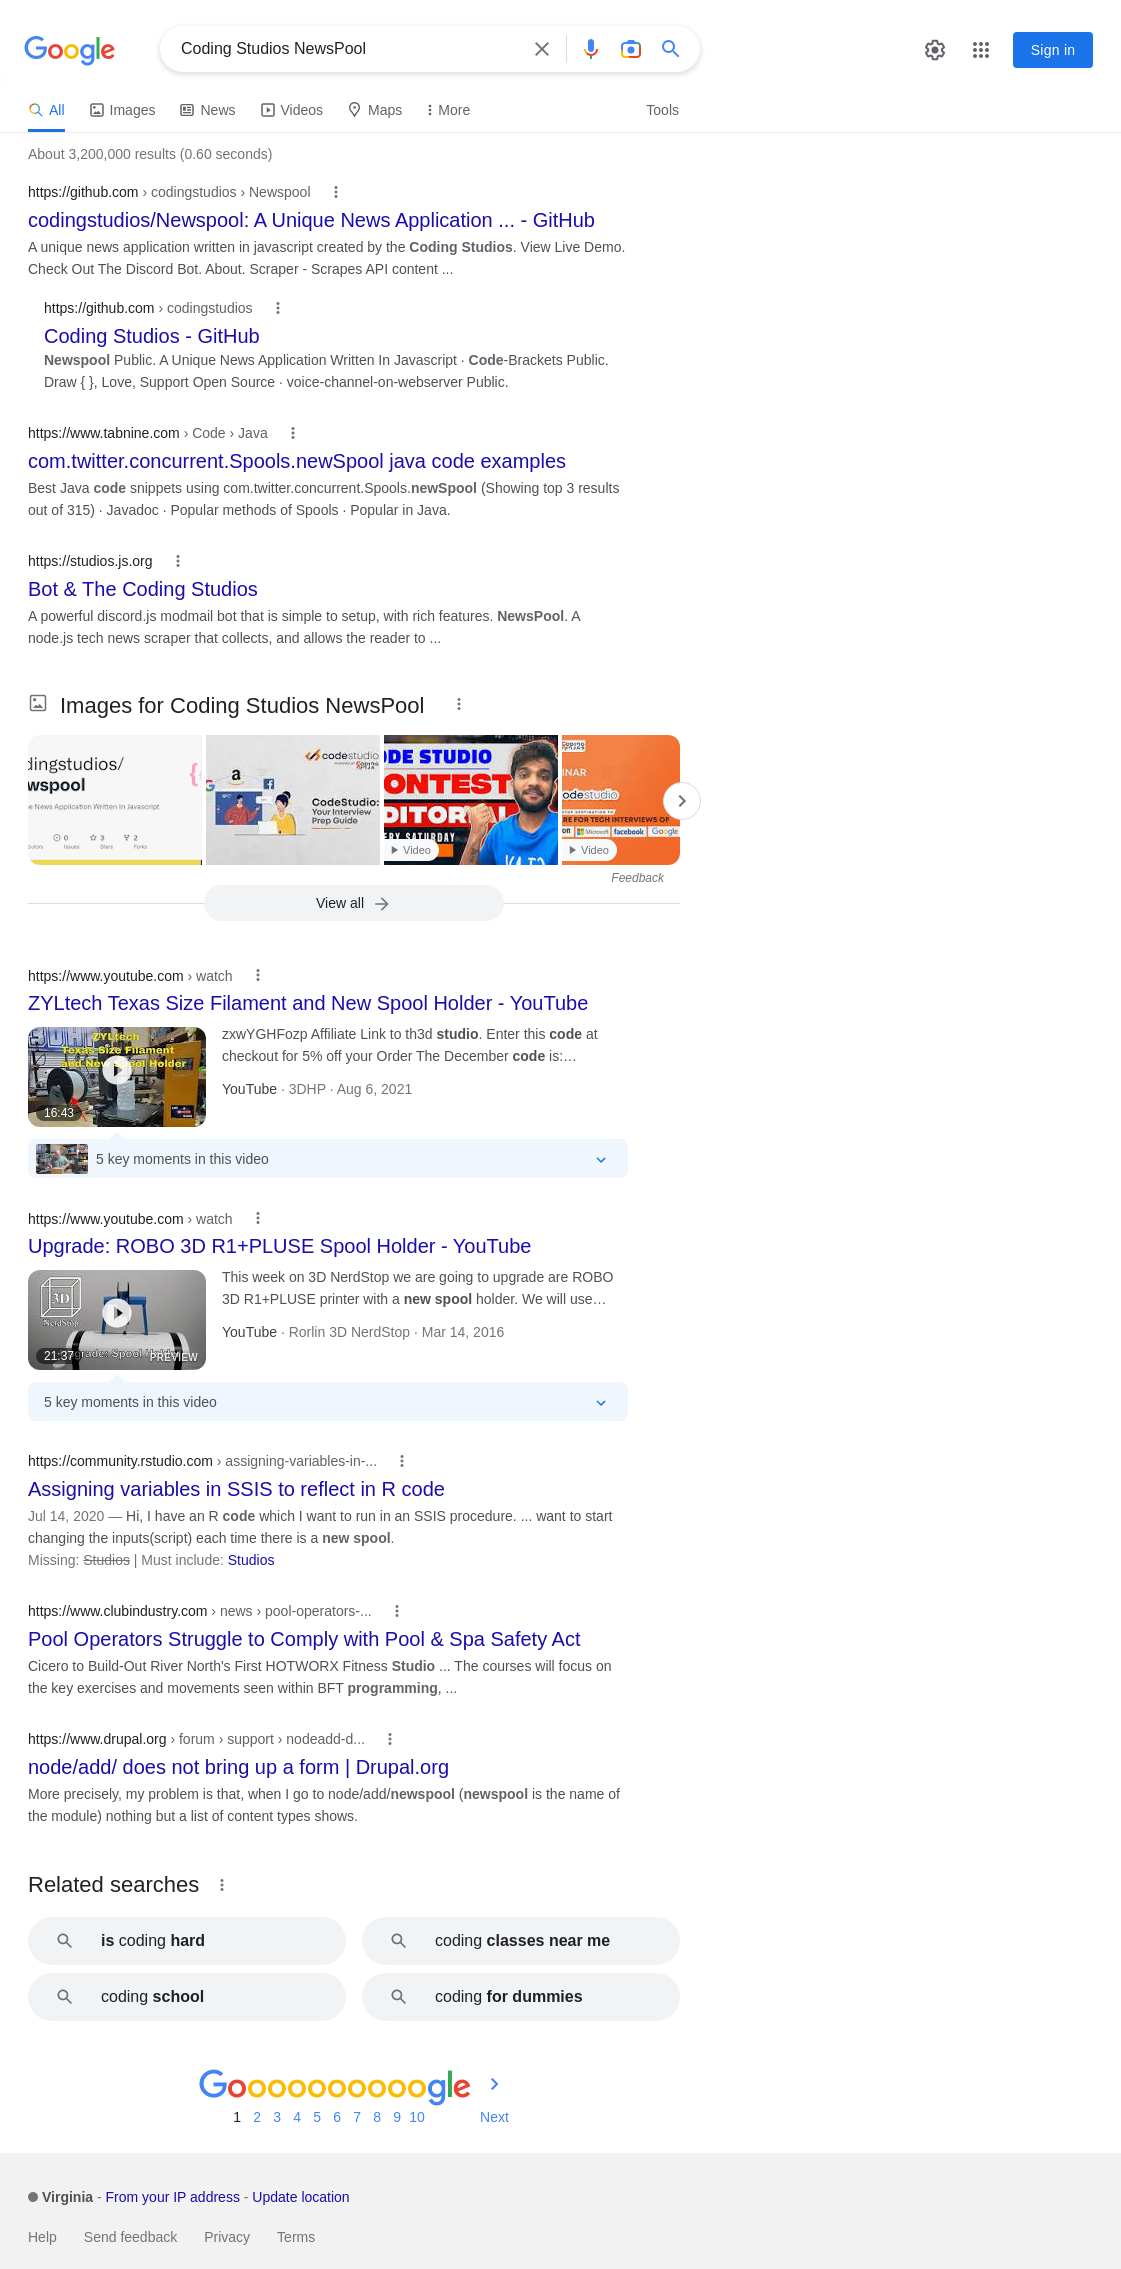 Google
Coding Studios NewsPool
Sign in
All Images News Videos Maps More Tools
About 3,200,000 results (0.60 seconds)
https://github.com › codingstudios › Newspool
codingstudios/Newspool: A Unique News Application ... - GitHub
A unique news application written in javascript created by the Coding Studios. View Live Demo.
Check Out The Discord Bot. About. Scraper - Scrapes API content ...
https://github.com › codingstudios
Coding Studios - GitHub
Newspool Public. A Unique News Application Written In Javascript · Code-Brackets Public.
Draw { }, Love, Support Open Source · voice-channel-on-webserver Public.
https://www.tabnine.com › Code › Java
com.twitter.concurrent.Spools.newSpool java code examples
Best Java code snippets using com.twitter.concurrent.Spools.newSpool (Showing top 3 results
out of 315) · Javadoc · Popular methods of Spools · Popular in Java.
https://studios.js.org
Bot & The Coding Studios
A powerful discord.js modmail bot that is simple to setup, with rich features. NewsPool. A
node.js tech news scraper that collects, and allows the reader to ...
Images for Coding Studios NewsPool
dingstudios/
wspool
e News Application Written In Javascript
0 3 2
Issues Stars Forks
codestudio
CodeStudio:
Your Interview
Prep Guide
ODE STUDIO
ONTEST
DITORIAL
RY SATURDAY
Video
INAR
odestudio
RE FOR TECH INTERVIEWS OF
on Microsoft facebook Google
Video
Feedback
View all
https://www.youtube.com › watch
ZYLtech Texas Size Filament and New Spool Holder - YouTube
ZYLtech
Texas Size Filament
and New Spool Holder
16:43
zxwYGHFozp Affiliate Link to th3d studio. Enter this code at
checkout for 5% off your Order The December code is:…
YouTube · 3DHP · Aug 6, 2021
5 key moments in this video
https://www.youtube.com › watch
Upgrade: ROBO 3D R1+PLUSE Spool Holder - YouTube
3D
NerdStop
grade: Spool Hold
21:37
PREVIEW
This week on 3D NerdStop we are going to upgrade are ROBO
3D R1+PLUSE printer with a new spool holder. We will use…
YouTube · Rorlin 3D NerdStop · Mar 14, 2016
5 key moments in this video
https://community.rstudio.com › assigning-variables-in-...
Assigning variables in SSIS to reflect in R code
Jul 14, 2020 — Hi, I have an R code which I want to run in an SSIS procedure. ... want to start
changing the inputs(script) each time there is a new spool.
Missing: Studios | Must include: Studios
https://www.clubindustry.com › news › pool-operators-...
Pool Operators Struggle to Comply with Pool & Spa Safety Act
Cicero to Build-Out River North's First HOTWORX Fitness Studio ... The courses will focus on
the key exercises and movements seen within BFT programming, ...
https://www.drupal.org › forum › support › nodeadd-d...
node/add/ does not bring up a form | Drupal.org
More precisely, my problem is that, when I go to node/add/newspool (newspool is the name of
the module) nothing but a list of content types shows.
Related searches
is coding hard
coding classes near me
coding school
coding for dummies
Goooooooooogle
1 2 3 4 5 6 7 8 9 10 Next
Virginia - From your IP address - Update location
Help Send feedback Privacy Terms